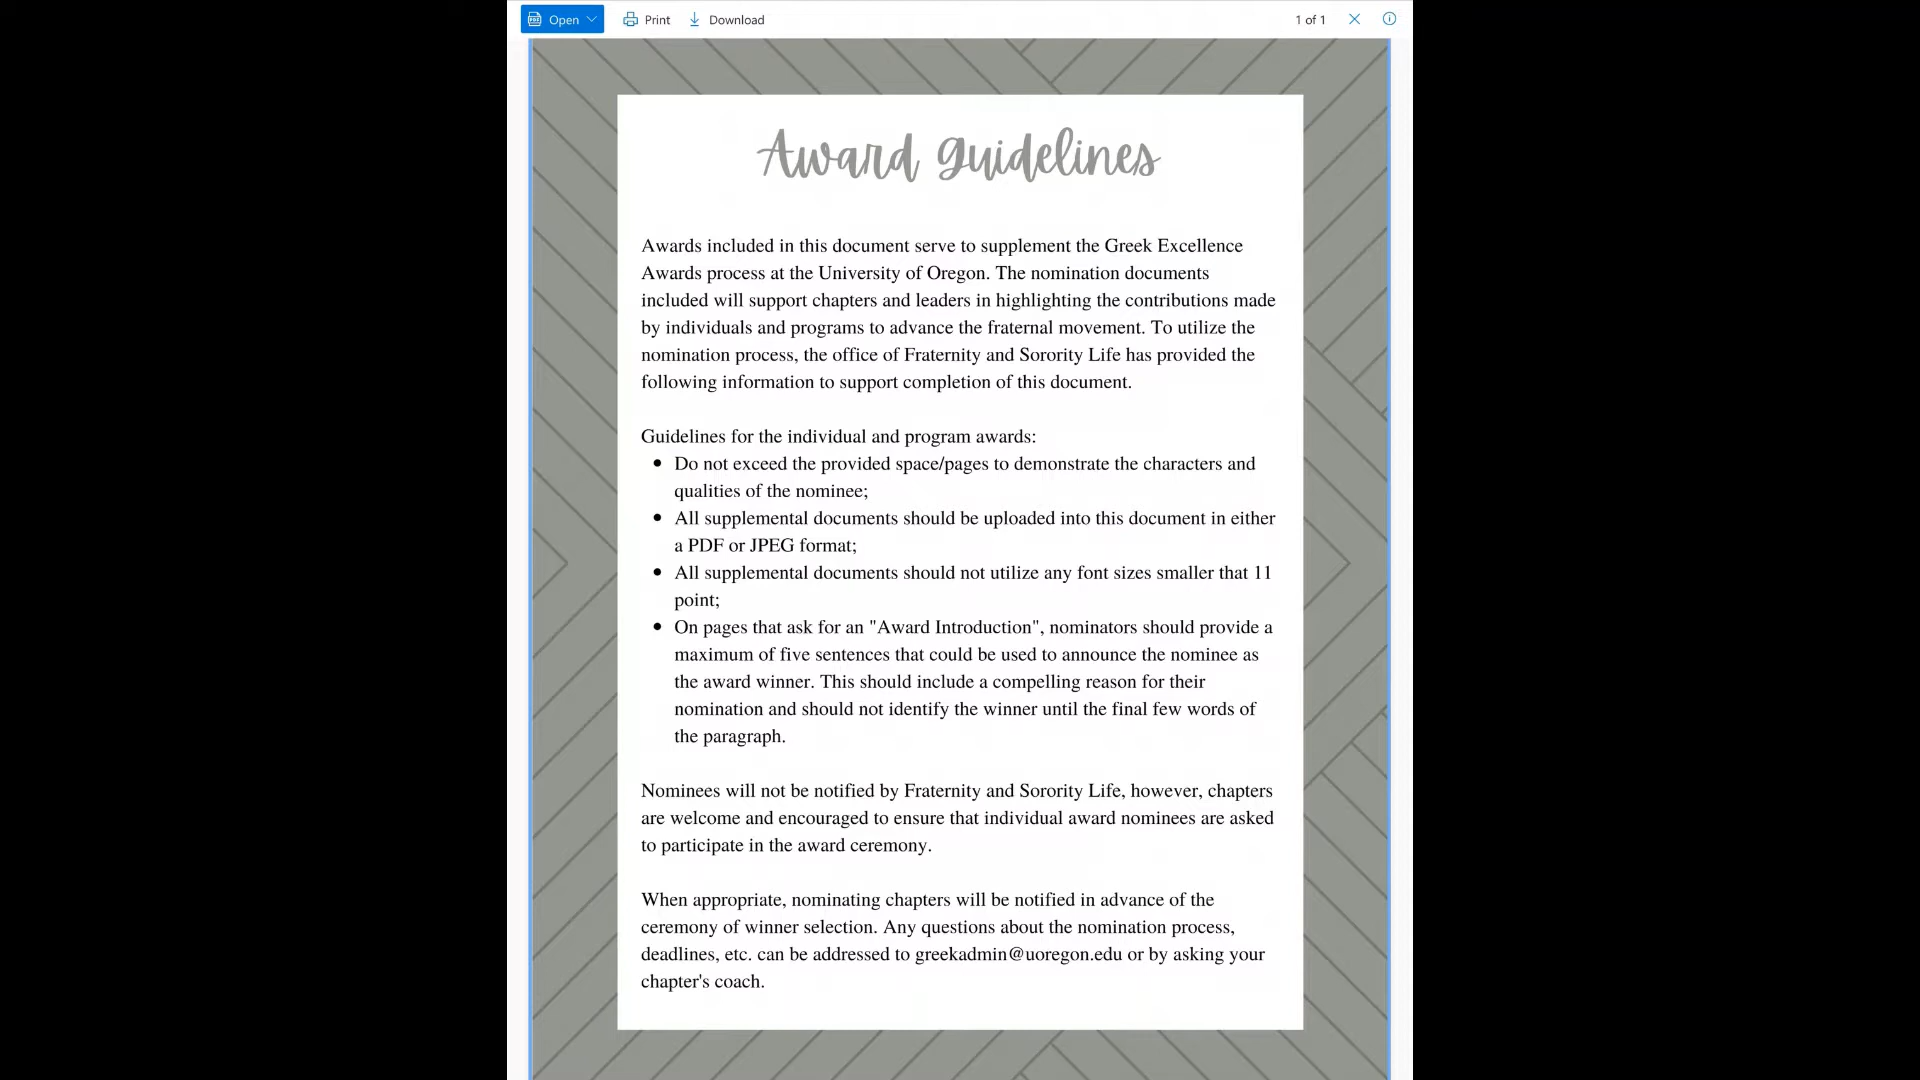 Open Print Download 1 of 1
Award guidelines
Awards included in this document serve to supplement the Greek Excellence
Awards process at the University of Oregon. The nomination documents
included will support chapters and leaders in highlighting the contributions made
by individuals and programs to advance the fraternal movement. To utilize the
nomination process, the office of Fraternity and Sorority Life has provided the
following information to support completion of this document.
Guidelines for the individual and program awards:
• Do not exceed the provided space/pages to demonstrate the characters and
qualities of the nominee;
• All supplemental documents should be uploaded into this document in either
a PDF or JPEG format;
• All supplemental documents should not utilize any font sizes smaller that 11
point;
• On pages that ask for an "Award Introduction", nominators should provide a
maximum of five sentences that could be used to announce the nominee as
the award winner. This should include a compelling reason for their
nomination and should not identify the winner until the final few words of
the paragraph.
Nominees will not be notified by Fraternity and Sorority Life, however, chapters
are welcome and encouraged to ensure that individual award nominees are asked
to participate in the award ceremony.
When appropriate, nominating chapters will be notified in advance of the
ceremony of winner selection. Any questions about the nomination process,
deadlines, etc. can be addressed to greekadmin@uoregon.edu or by asking your
chapter's coach.